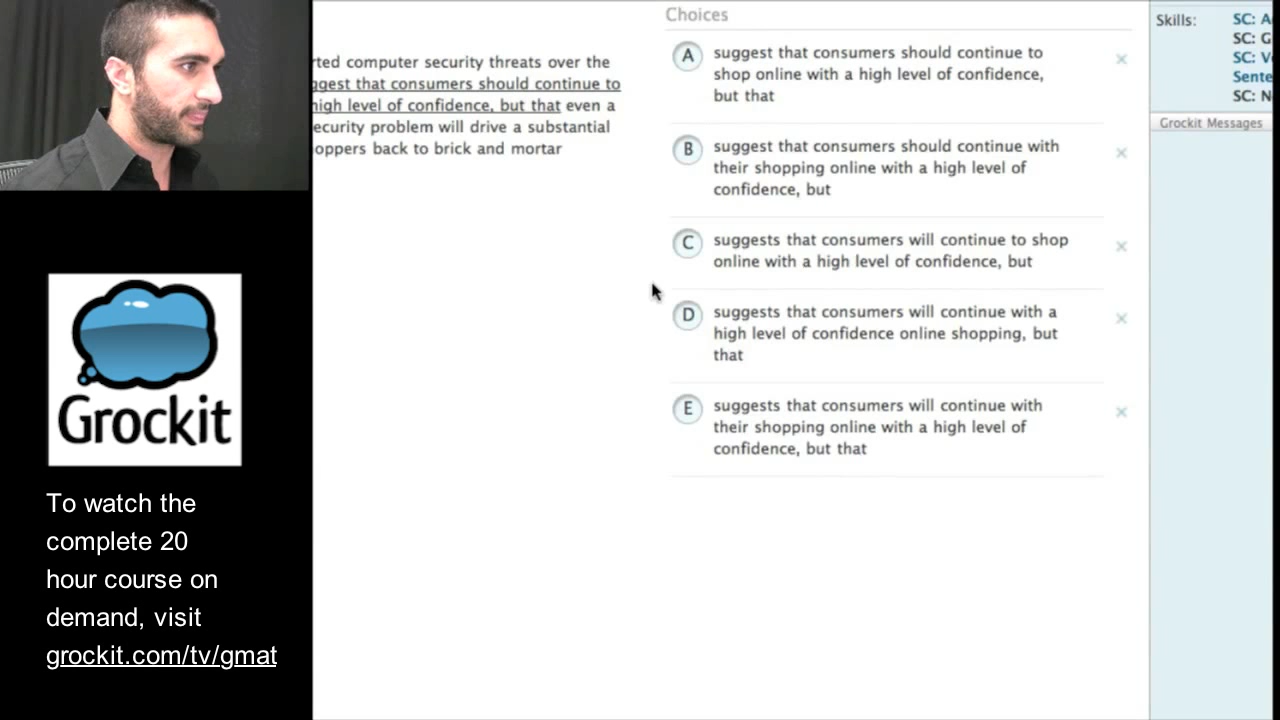 Choices
rted computer security threats over the
ggest that consumers should continue to
high level of confidence, but that even a
ecurity problem will drive a substantial
oppers back to brick and mortar
A suggest that consumers should continue to
shop online with a high level of confidence,
but that
B suggest that consumers should continue with
their shopping online with a high level of
confidence, but
C suggests that consumers will continue to shop
online with a high level of confidence, but
D suggests that consumers will continue with a
high level of confidence online shopping, but
that
E suggests that consumers will continue with
their shopping online with a high level of
confidence, but that
Skills:
SC: A
SC: G
SC: V
Sente
SC: N
Grockit Messages
Grockit
To watch the
complete 20
hour course on
demand, visit
grockit.com/tv/gmat